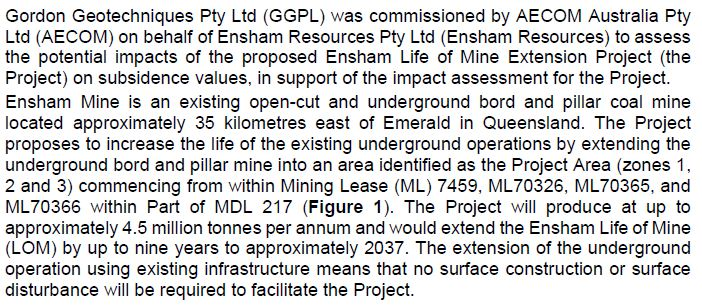 Gordon Geotechniques Pty Ltd (GGPL) was commissioned by AECOM Australia Pty
Ltd (AECOM) on behalf of Ensham Resources Pty Ltd (Ensham Resources) to assess
the potential impacts of the proposed Ensham Life of Mine Extension Project (the
Project) on subsidence values, in support of the impact assessment for the Project.
Ensham Mine is an existing open-cut and underground bord and pillar coal mine
located approximately 35 kilometres east of Emerald in Queensland. The Project
proposes to increase the life of the existing underground operations by extending the
underground bord and pillar mine into an area identified as the Project Area (zones 1,
2 and 3) commencing from within Mining Lease (ML) 7459, ML70326, ML70365, and
ML70366 within Part of MDL 217 (Figure 1). The Project will produce at up to
approximately 4.5 million tonnes per annum and would extend the Ensham Life of Mine
(LOM) by up to nine years to approximately 2037. The extension of the underground
operation using existing infrastructure means that no surface construction or surface
disturbance will be required to facilitate the Project.